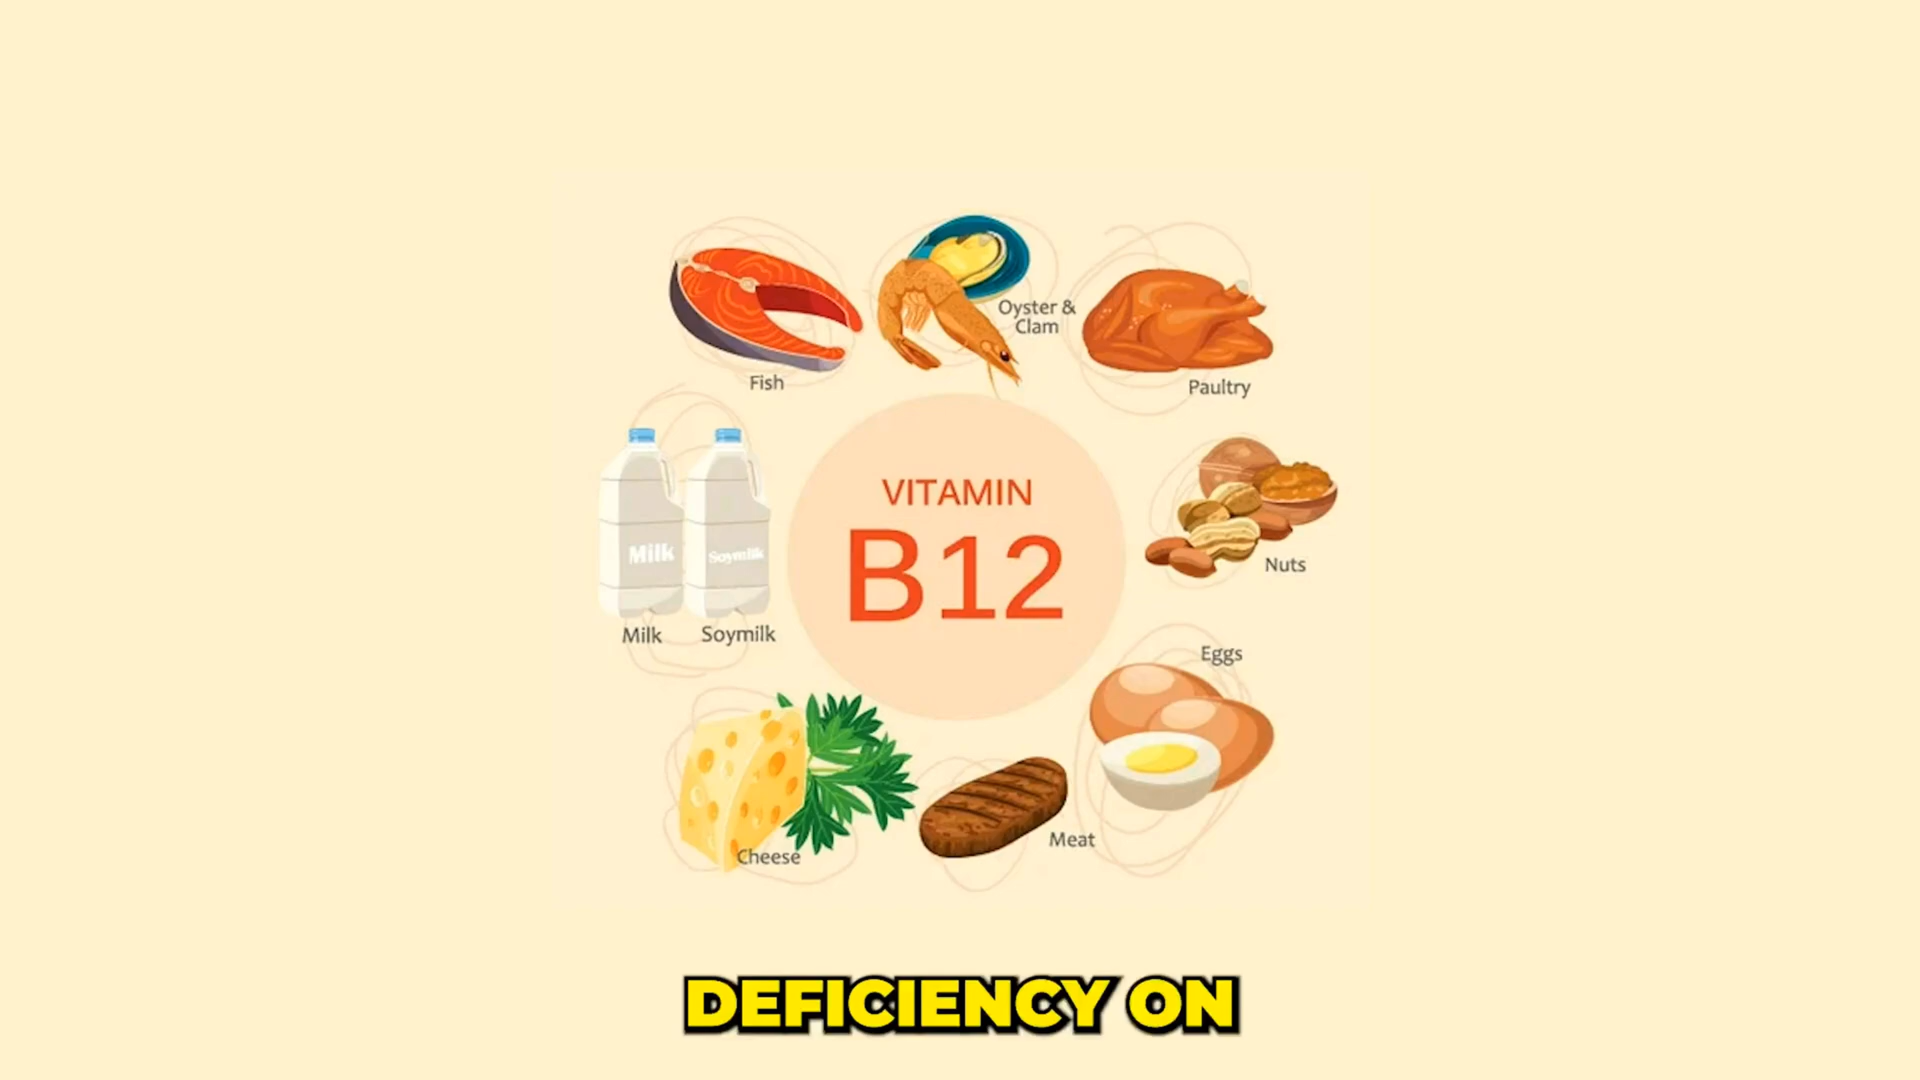 Oyster &
Clam
Fish
Paultry
VITAMIN
B12
Milk
Soymilk
Nuts
Milk
Soymilk
Eggs
Cheese
Meat
DEFICIENCY ON